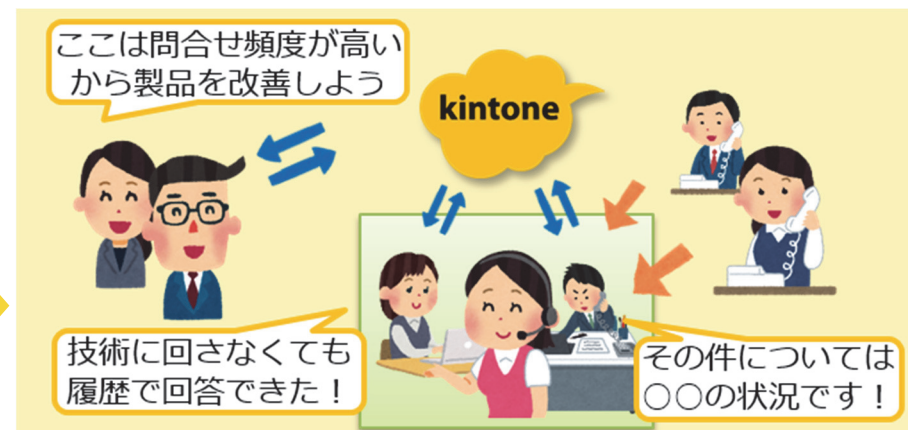 ここは問合せ頻度が高い
から製品を改善しよう
kintone
技術に回さなくても
履歴で回答できた！
その件については
○○の状況です！